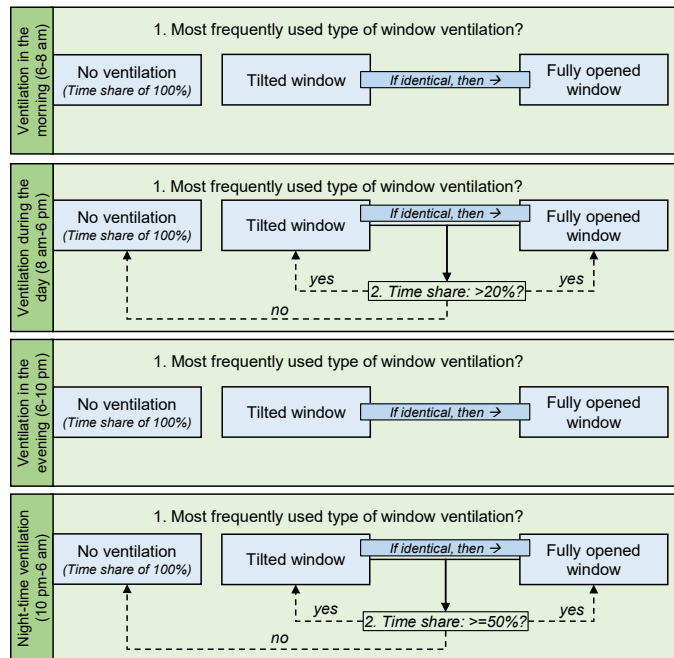 Ventilation in the
morning (6-8 am)
1. Most frequently used type of window ventilation?
No ventilation
(Time share of 100%)
Tilted window
If identical, then →
Fully opened
window
Ventilation during the
day (8 am-6 pm)
1. Most frequently used type of window ventilation?
No ventilation
(Time share of 100%)
Tilted window
If identical, then →
Fully opened
window
yes
2. Time share: >20%?
yes
no
Ventilation in the
evening (6-10 pm)
1. Most frequently used type of window ventilation?
No ventilation
(Time share of 100%)
Tilted window
If identical, then →
Fully opened
window
Night-time ventilation
(10 pm-6 am)
1. Most frequently used type of window ventilation?
No ventilation
(Time share of 100%)
Tilted window
If identical, then →
Fully opened window
yes
2. Time share: >=50%?
yes
no